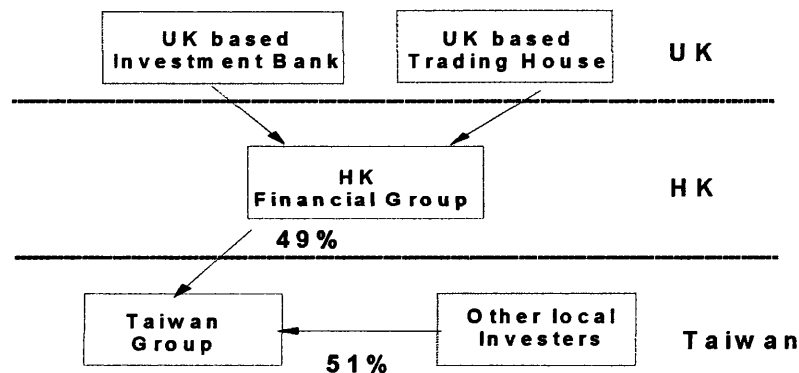 UK based
Investment Bank
UK based
Trading House
UK
HK
Financial Group
HK
49%
Taiwan
Group
Other local
Investers
Taiwan
51%